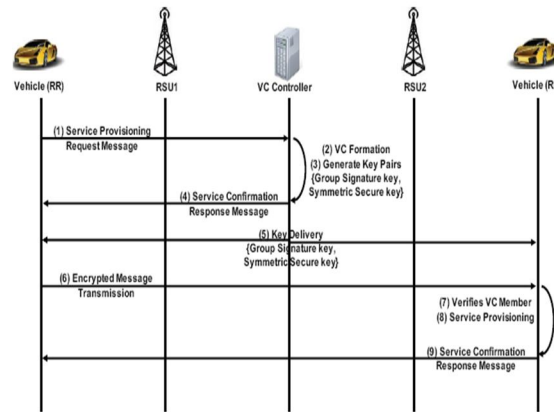 Vehicle (RR)
RSU1
VC Controller
RSU2
Vehicle (R
(1) Service Provisioning
Request Message
(2) VC Formation
(3) Generate Key Pairs
{Group Signature key,
Symmetric Secure key}
(4) Service Confirmation
Response Message
(5) Key Delivery
{Group Signature key,
Symmetric Secure key}
(6) Encrypted Message
Transmission
(7) Verifies VC Member
(8) Service Provisioning
(9) Service Confirmation
Response Message